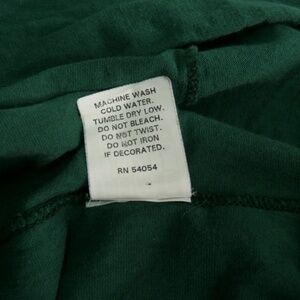 MACHINE WASH
COLD WATER.
TUMBLE DRY LOW.
DO NOT BLEACH.
DO NOT TWIST.
DO NOT IRON
IF DECORATED.
RN 54054